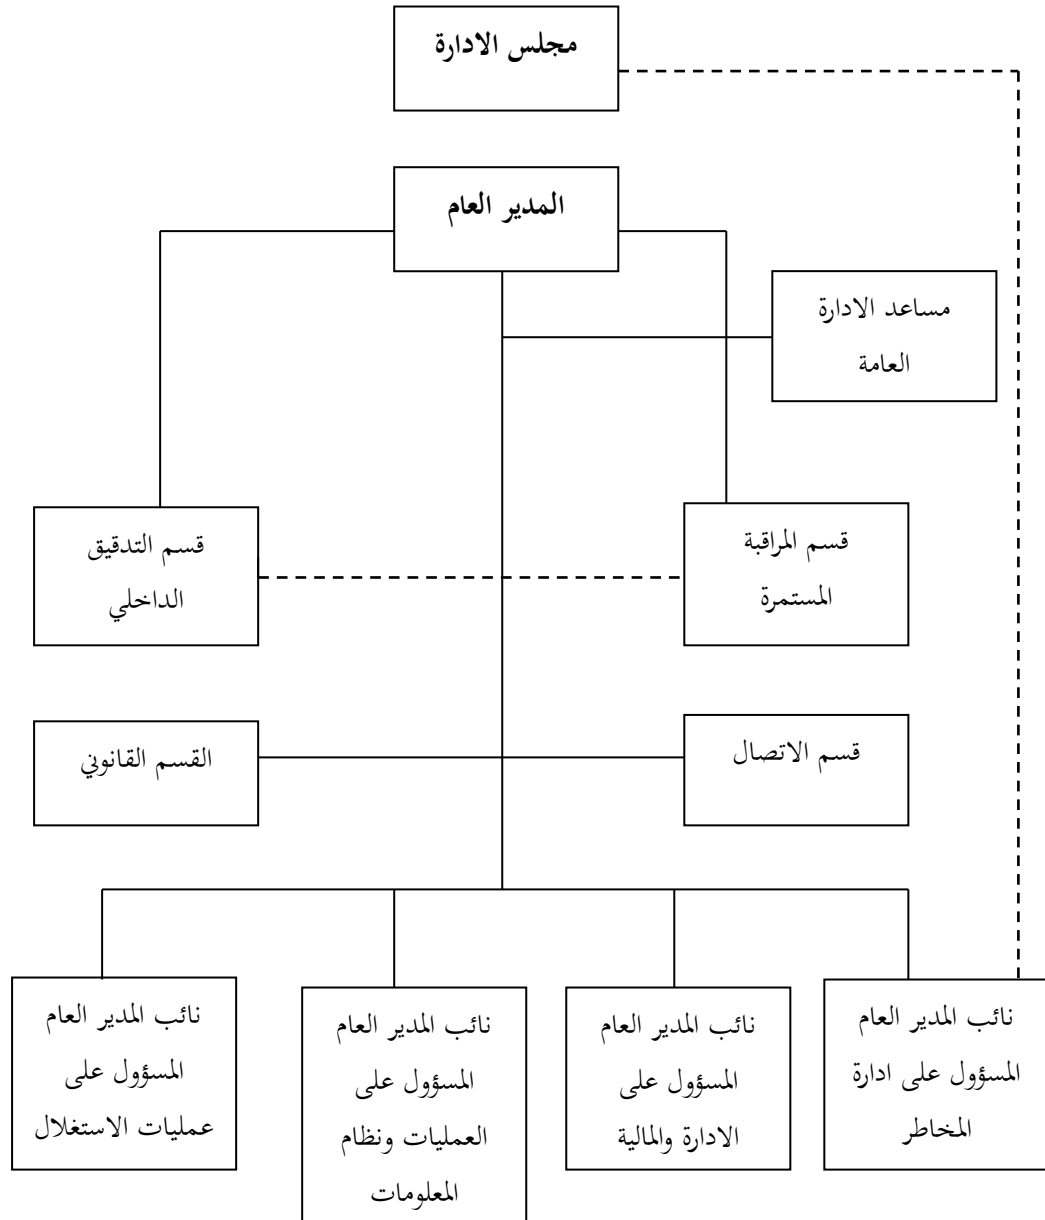 مجلس الادارة
المدير العام
مساعد الادارة
العامة
قسم المراقبة
المستمرة
قسم التدقيق
الداخلي
قسم الاتصال
القسم القانوني
نائب المدير العام
المسؤول على ادارة
المخاطر
نائب المدير العام
المسؤول على
الادارة والمالية
نائب المدير العام
المسؤول على
العمليات ونظام
المعلومات
نائب المدير العام
المسؤول على
عمليات الاستغلال